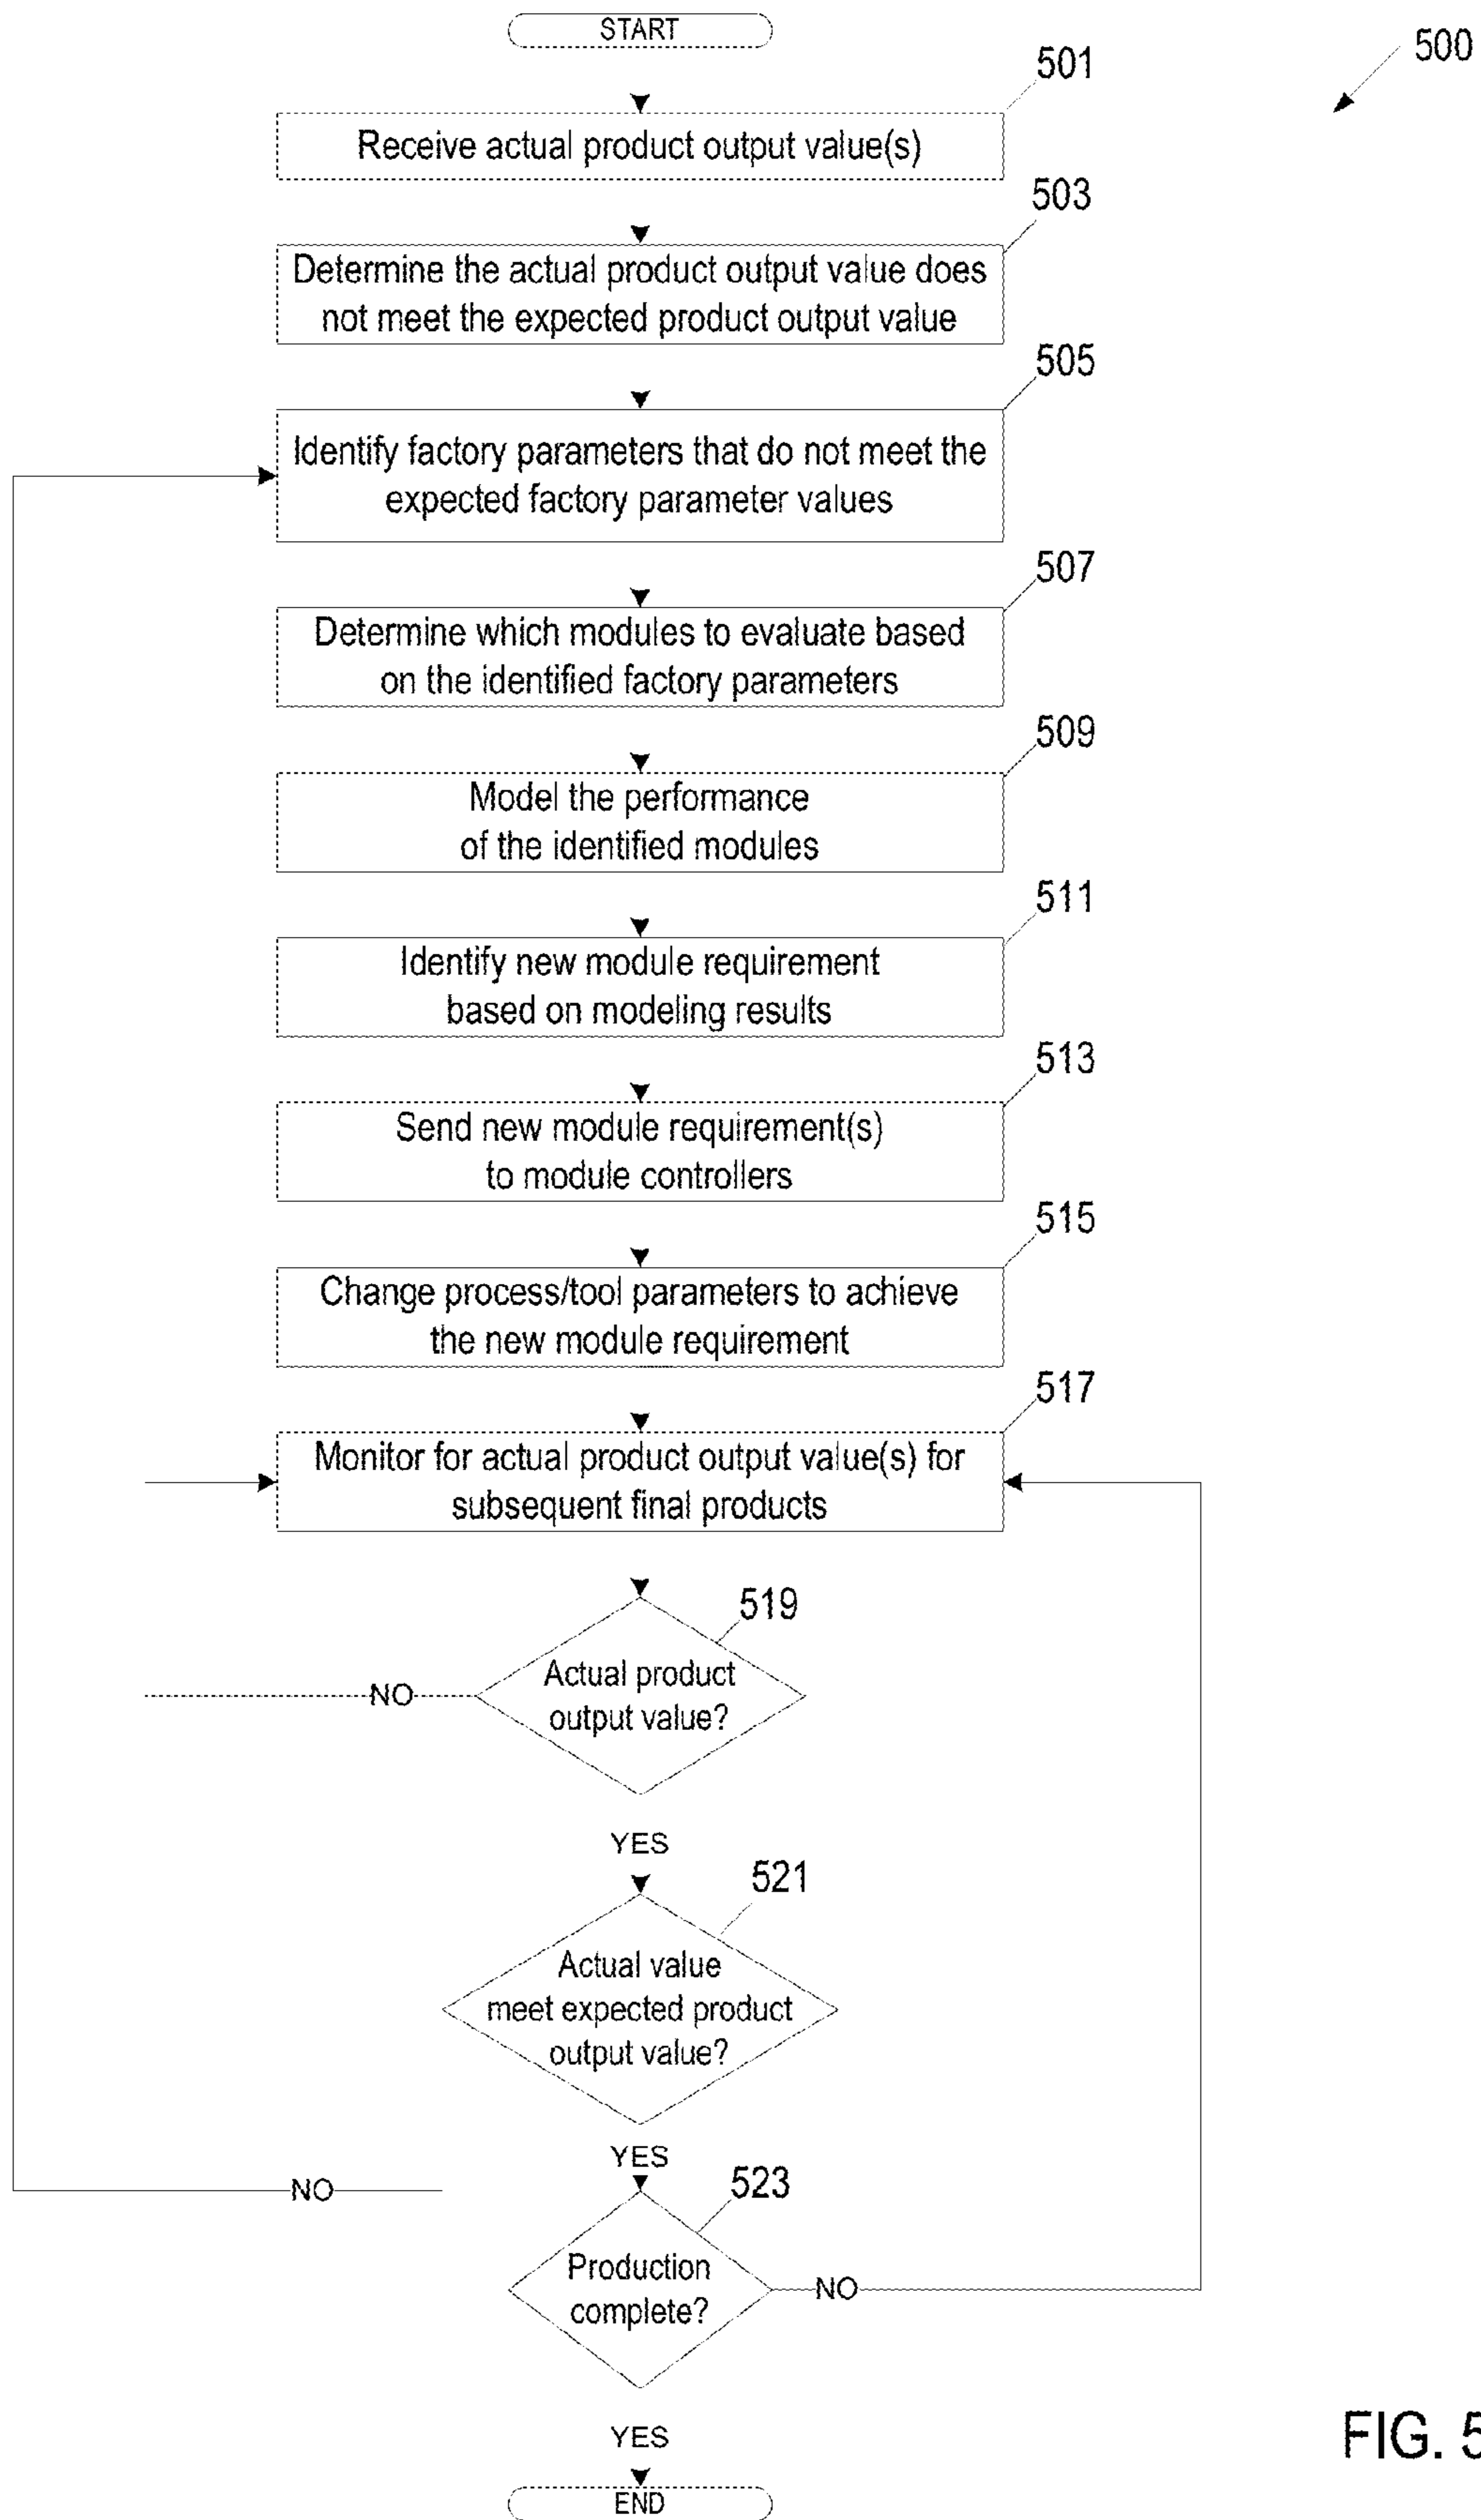 START
500
501
Receive actual product output value(s)
503
Determine the actual product output value does
not meet the expected product output value
505
Identify factory parameters that do not meet the
expected factory parameter values
507
Determine which modules to evaluate based
on the identified factory parameters
509
Model the performance
of the identified modules
511
Identify new module requirement
based on modeling results
513
Send new module requirement(s)
to module controllers
515
Change process/tool parameters to achieve
the new module requirement
517
Monitor for actual product output value(s) for
subsequent final products
519
Actual product
output value?
NO
YES
521
Actual value
meet expected product
output value?
YES
NO
523
Production
complete?
NO
YES
END
FIG. 5